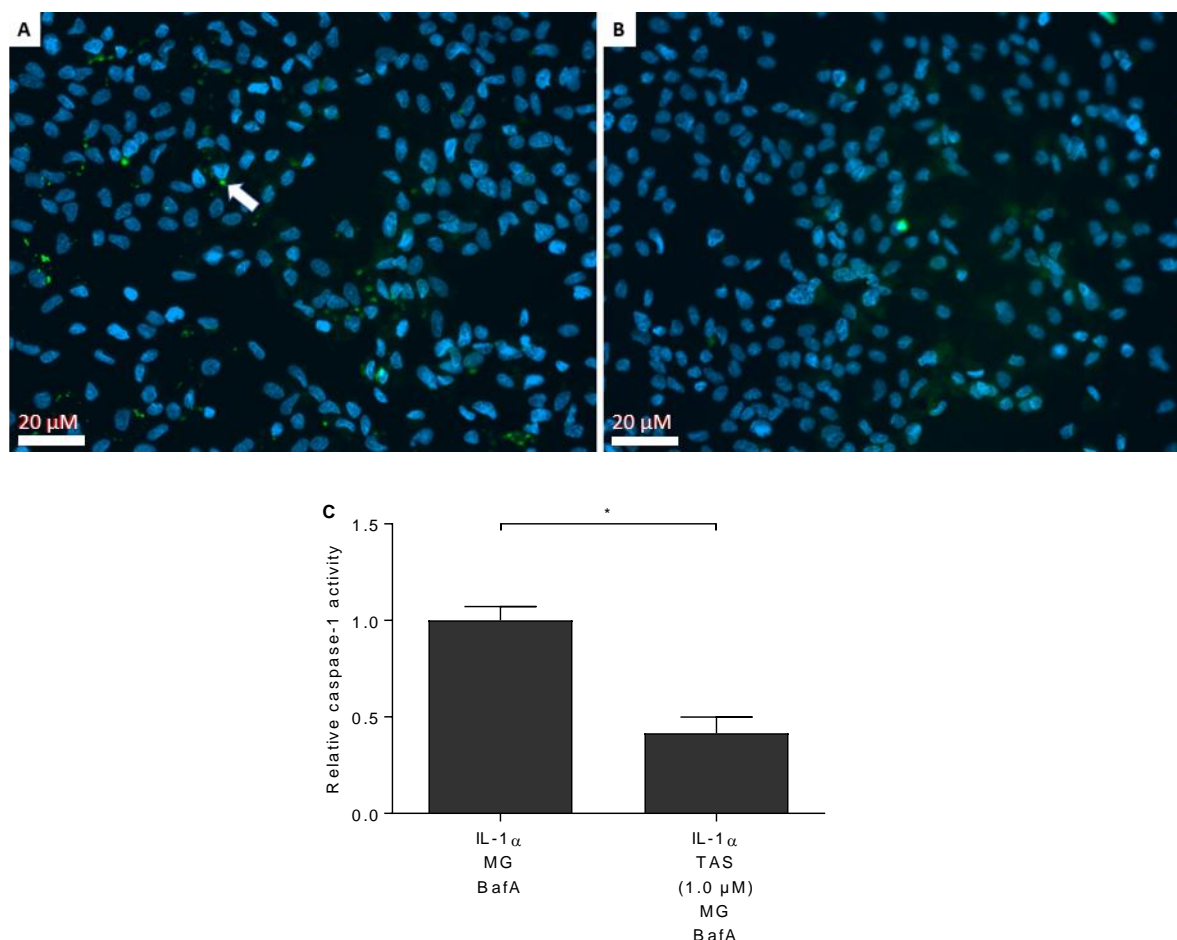 A
B
20 µM
20 µM
C
*
Relative caspase-1 activity
1.5
1.0
0.5
0.0
IL-1α
MG
BafA
IL-1α
TAS
(1.0 µM)
MG
BafA